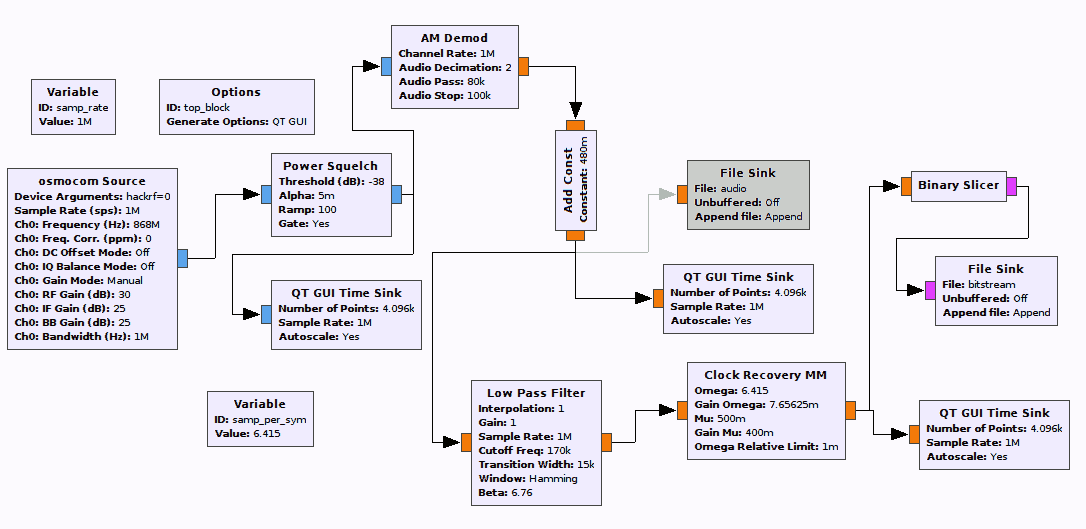 Variable
ID: samp_rate
Value: 1M
Options
ID: top_block
Generate Options: QT GUI
AM Demod
Channel Rate: 1M
Audio Decimation: 2
Audio Pass: 80k
Audio Stop: 100k
osmocom Source
Device Arguments: hackrf=0
Sample Rate (sps): 1M
Ch0: Frequency (Hz): 868M
Ch0: Freq. Corr. (ppm): 0
Ch0: DC Offset Mode: Off
Ch0: IQ Balance Mode: Off
Ch0: Gain Mode: Manual
Ch0: RF Gain (dB): 30
Ch0: IF Gain (dB): 25
Ch0: BB Gain (dB): 25
Ch0: Bandwidth (Hz): 1M
Power Squelch
Threshold (dB): -38
Alpha: 5m
Ramp: 100
Gate: Yes
Add Const
Constant: 480m
File Sink
File: audio
Unbuffered: Off
Append file: Append
Binary Slicer
QT GUI Time Sink
Number of Points: 4.096k
Sample Rate: 1M
Autoscale: Yes
QT GUI Time Sink
Number of Points: 4.096k
Sample Rate: 1M
Autoscale: Yes
File Sink
File: bitstream
Unbuffered: Off
Append file: Append
Variable
ID: samp_per_sym
Value: 6.415
Low Pass Filter
Interpolation: 1
Gain: 1
Sample Rate: 1M
Cutoff Freq: 170k
Transition Width: 15k
Window: Hamming
Beta: 6.76
Clock Recovery MM
Omega: 6.415
Gain Omega: 7.65625m
Mu: 500m
Gain Mu: 400m
Omega Relative Limit: 1m
QT GUI Time Sink
Number of Points: 4.096k
Sample Rate: 1M
Autoscale: Yes